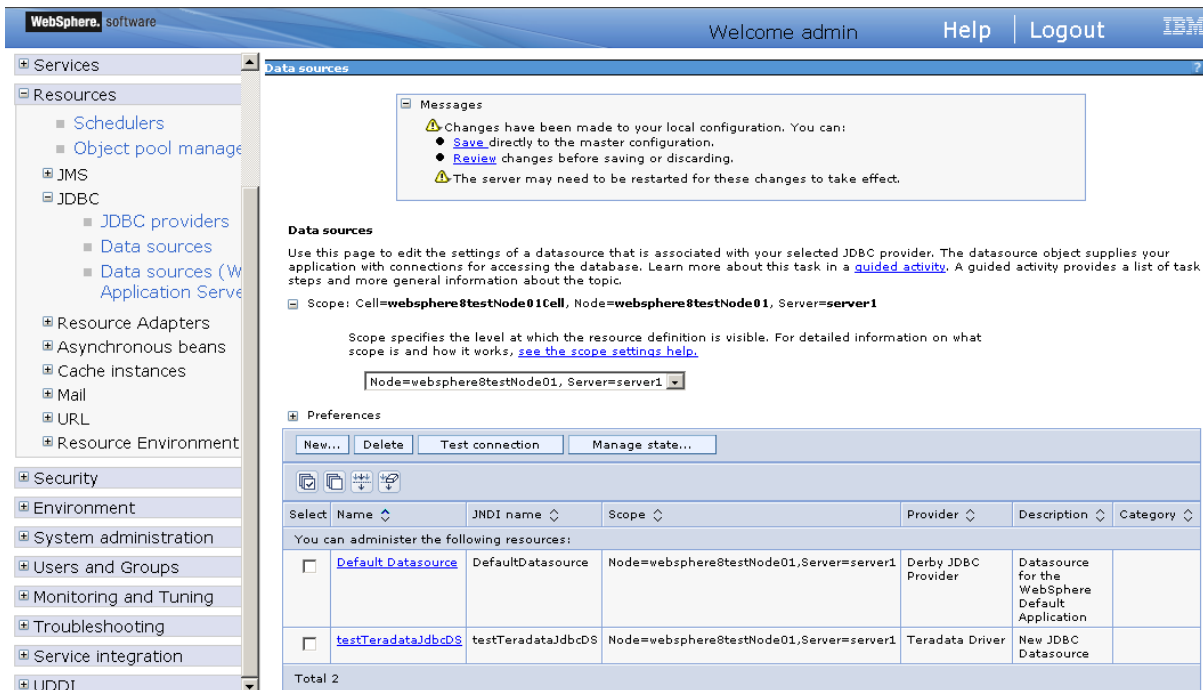 WebSphere. software
Welcome admin
Help
Logout
IBM
Services
Resources
Schedulers
Object pool manage
JMS
JDBC
JDBC providers
Data sources
Data sources (W
Application Serve
Resource Adapters
Asynchronous beans
Cache instances
Mail
URL
Resource Environment
Security
Environment
System administration
Users and Groups
Monitoring and Tuning
Troubleshooting
Service integration
UDDI
Data sources
?
Messages
Changes have been made to your local configuration. You can:
Save directly to the master configuration.
Review changes before saving or discarding.
The server may need to be restarted for these changes to take effect.
Data sources
Use this page to edit the settings of a datasource that is associated with your selected JDBC provider. The datasource object supplies your
application with connections for accessing the database. Learn more about this task in a guided activity. A guided activity provides a list of task
steps and more general information about the topic.
Scope: Cell=websphere8testNode01Cell, Node=websphere8testNode01, Server=server1
Scope specifies the level at which the resource definition is visible. For detailed information on what
scope is and how it works, see the scope settings help.
Node=websphere8testNode01, Server=server1
Preferences
New... Delete Test connection Manage state...
Select Name JNDI name Scope Provider Description Category
You can administer the following resources:
Default Datasource DefaultDatasource Node=websphere8testNode01,Server=server1 Derby JDBC Datasource
Provider for the
WebSphere
Default
Application
testTeradataJdbcDS testTeradataJdbcDS Node=websphere8testNode01,Server=server1 Teradata Driver New JDBC
Datasource
Total 2